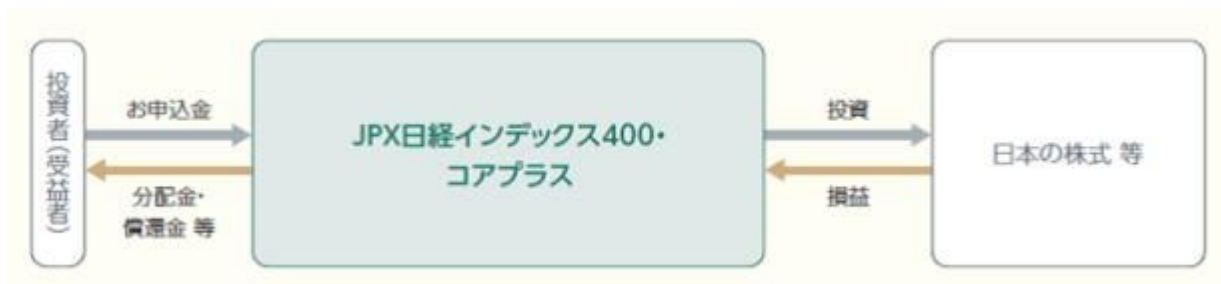 投資者(受益者)
お申込金
分配金・
償還金 等
JPX日経インデックス400・
コアプラス
投資
損益
日本の株式 等